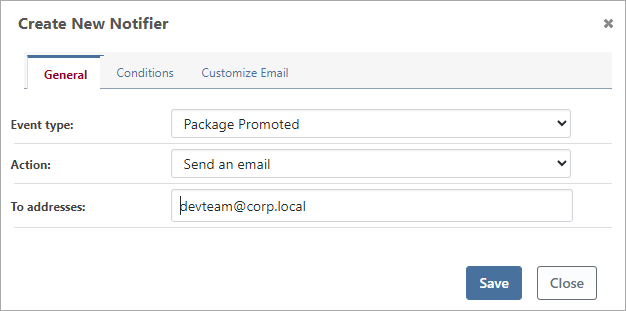 Create New Notifier
General Conditions Customize Email
Event type: Package Promoted
Action: Send an email
To addresses: devteam@corp.local
Save Close